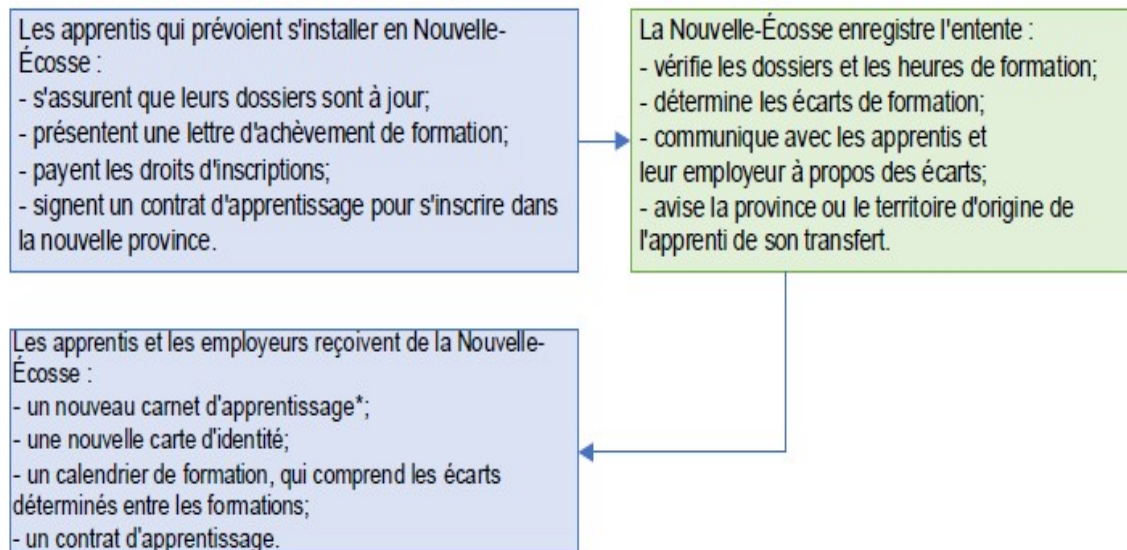 Les apprentis qui prévoient s'installer en Nouvelle-
Écosse :
- s'assurent que leurs dossiers sont à jour;
- présentent une lettre d'achèvement de formation;
- payent les droits d'inscriptions;
- signent un contrat d'apprentissage pour s'inscrire dans
la nouvelle province.
La Nouvelle-Écosse enregistre l'entente :
- vérifie les dossiers et les heures de formation;
- détermine les écarts de formation;
- communique avec les apprentis et
leur employeur à propos des écarts;
- avise la province ou le territoire d'origine de
l'apprenti de son transfert.
Les apprentis et les employeurs reçoivent de la Nouvelle-
Écosse :
- un nouveau carnet d'apprentissage*;
- une nouvelle carte d'identité;
- un calendrier de formation, qui comprend les écarts
déterminés entre les formations;
- un contrat d'apprentissage.